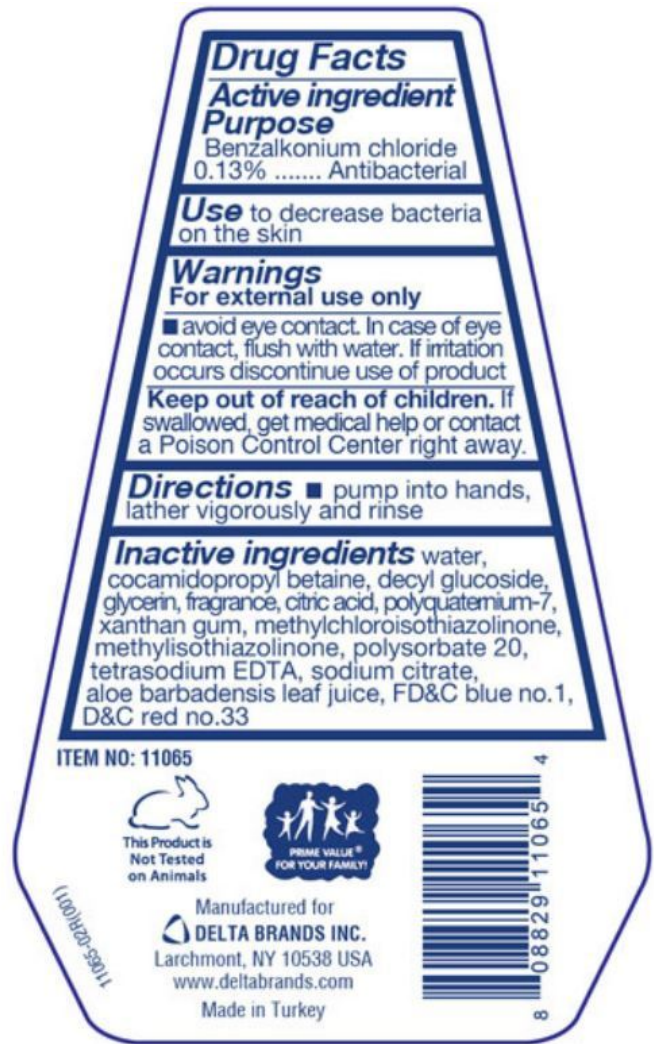 Drug Facts
Active ingredient
Purpose
Benzalkonium chloride
0.13% ....... Antibacterial
Use to decrease bacteria
on the skin
Warnings
For external use only
■ avoid eye contact. In case of eye
contact, flush with water. If irritation
occurs discontinue use of product
Keep out of reach of children. If
swallowed, get medical help or contact
a Poison Control Center right away.
Directions ■ pump into hands,
lather vigorously and rinse
Inactive ingredients water,
cocamidopropyl betaine, decyl glucoside,
glycerin, fragrance, citric acid, polyquaternium-7,
xanthan gum, methylchloroisothiazolinone,
methylisothiazolinone, polysorbate 20,
tetrasodium EDTA, sodium citrate,
aloe barbadensis leaf juice, FD&C blue no.1,
D&C red no.33
ITEM NO: 11065
This Product is
Not Tested
on Animals
PRIME VALUE®
FOR YOUR FAMILY!
11065-02R(001)
Manufactured for
DELTA BRANDS INC.
Larchmont, NY 10538 USA
www.deltabrands.com
Made in Turkey
8 08829 11065 4